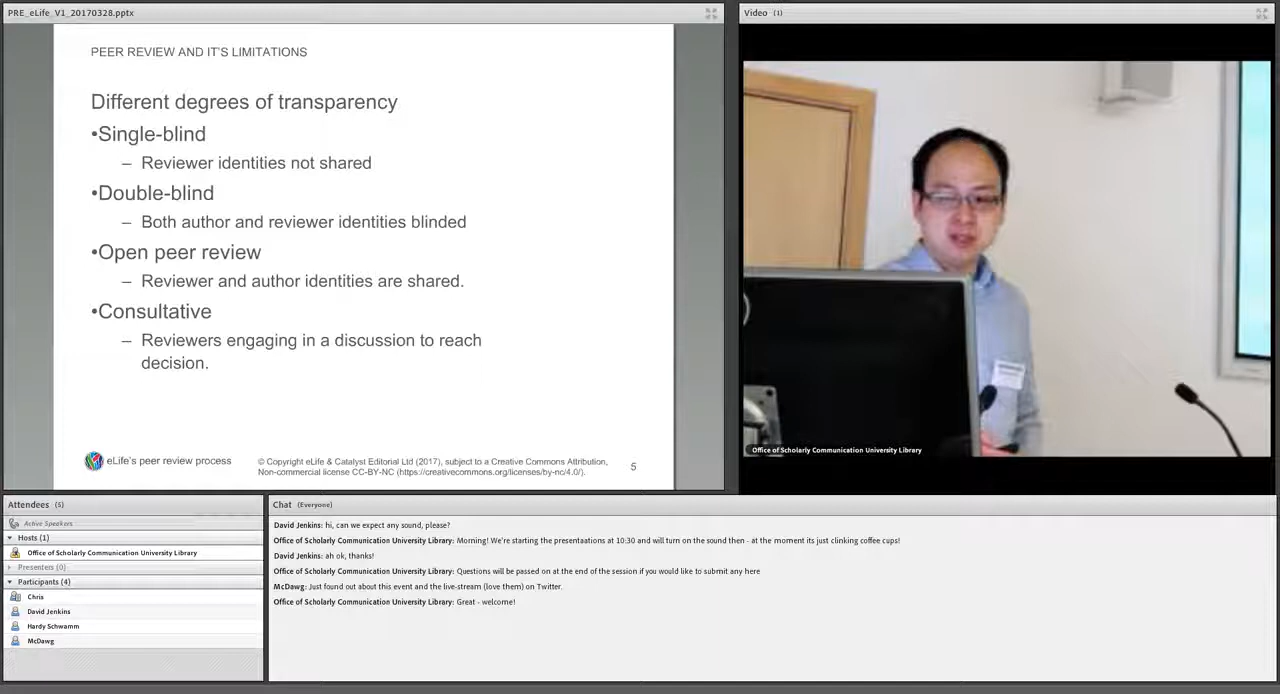 PRE_eLife_V1_20170328.pptx
PEER REVIEW AND IT'S LIMITATIONS
Different degrees of transparency
•Single-blind
– Reviewer identities not shared
•Double-blind
– Both author and reviewer identities blinded
•Open peer review
– Reviewer and author identities are shared.
•Consultative
– Reviewers engaging in a discussion to reach
decision.
eLife's peer review process
© Copyright eLife & Catalyst Editorial Ltd (2017), subject to a Creative Commons Attribution,
Non-commercial license CC-BY-NC (https://creativecommons.org/licenses/by-nc/4.0/).
5
Video (1)
Office of Scholarly Communication University Library
Attendees (5)
Active Speakers
Hosts (1)
Office of Scholarly Communication University Library
Presenters (0)
Participants (4)
Chris
David Jenkins
Hardy Schwamm
McDawg
Chat (Everyone)
David Jenkins: hi, can we expect any sound, please?
Office of Scholarly Communication University Library: Morning! We're starting the presentaations at 10:30 and will turn on the sound then - at the moment its just clinking coffee cups!
David Jenkins: ah ok, thanks!
Office of Scholarly Communication University Library: Questions will be passed on at the end of the session if you would like to submit any here
McDawg: Just found out about this event and the live-stream (love them) on Twitter.
Office of Scholarly Communication University Library: Great - welcome!